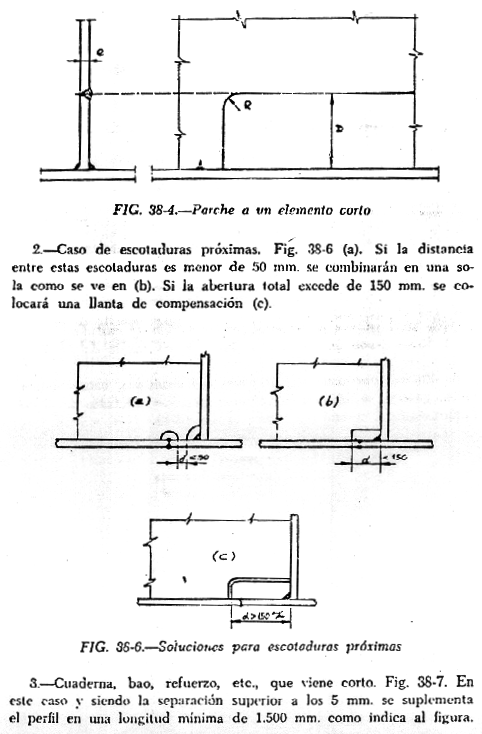 e
R
D
FIG. 38-4.—Parche a un elemento corto
2.—Caso de escotaduras próximas. Fig. 38-6 (a). Si la distancia
entre estas escotaduras es menor de 50 mm. se combinarán en una so-
la como se ve en (b). Si la abertura total excede de 150 mm. se co-
locará una llanta de compensación (c).
(a)
(b)
d < 50
d < 150
(c)
d > 150
FIG. 38-6.—Soluciones para escotaduras próximas
3.—Cuaderna, bao, refuerzo, etc., que viene corto. Fig. 38-7. En
este caso y siendo la separación superior a los 5 mm. se suplementa
el perfil en una longitud mínima de 1.500 mm. como indica al figura.